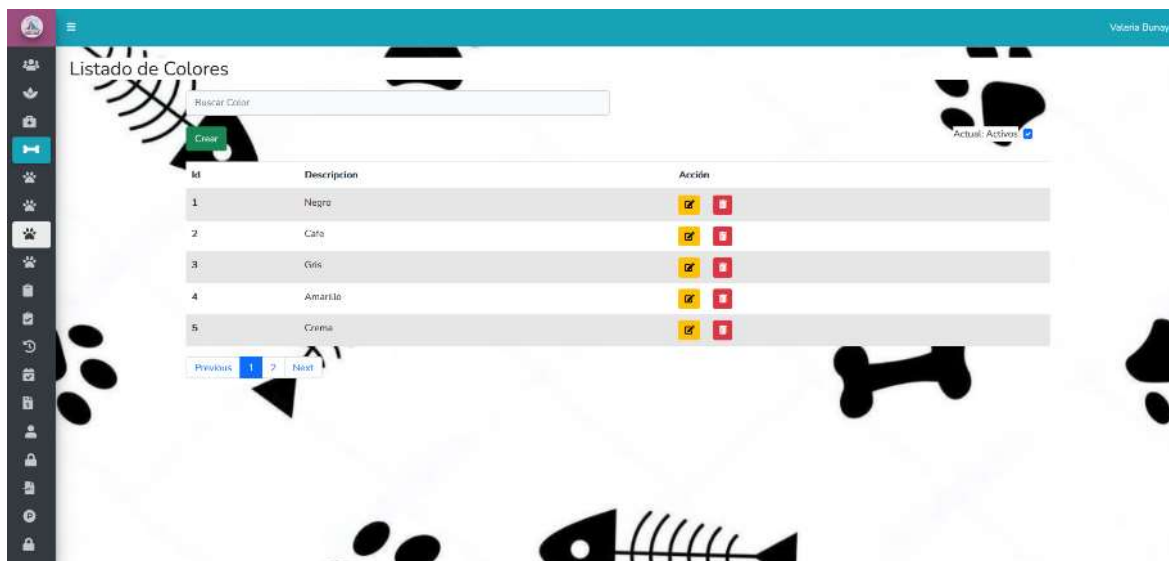 Valeria Bunay
Listado de Colores
Buscar Color
Crear
Actual: Activos
Id Descripcion Acción
1 Negro
2 Cafe
3 Gris
4 Amarillo
5 Crema
Previous 1 2 Next